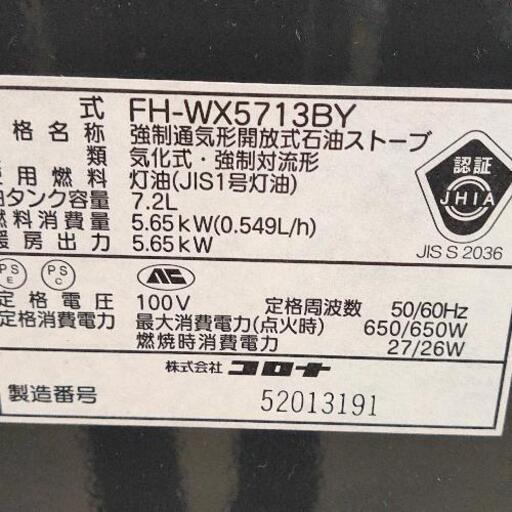 式 FH-WX5713BY
格名称 強制通気形開放式石油ストーブ
類 気化式・強制対流形
用燃料 灯油(JIS1号灯油)
タンク容量 7.2L
燃料消費量 5.65kW(0.549L/h)
暖房出力 5.65kW
認証
JHIA
JIS S 2036
PS E
PS C
定格電圧 100V 定格周波数 50/60Hz
定格消費電力 最大消費電力(点火時) 650/650W
燃焼時消費電力 27/26W
株式会社 コロナ
製造番号 52013191